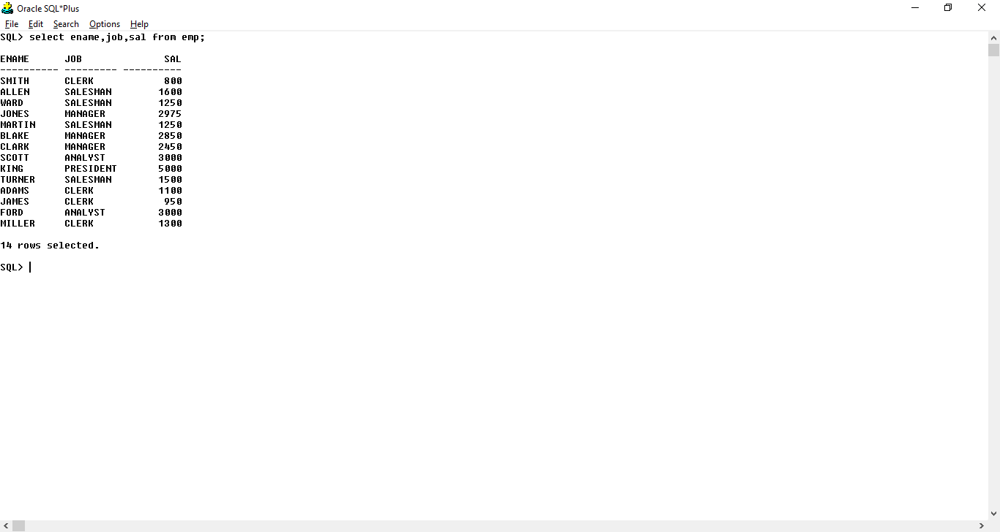 Oracle SQL*Plus
File Edit Search Options Help
SQL> select ename,job,sal from emp;
ENAME      JOB              SAL
---------- --------- ----------
SMITH      CLERK            800
ALLEN      SALESMAN        1600
WARD       SALESMAN        1250
JONES      MANAGER         2975
MARTIN     SALESMAN        1250
BLAKE      MANAGER         2850
CLARK      MANAGER         2450
SCOTT      ANALYST         3000
KING       PRESIDENT       5000
TURNER     SALESMAN        1500
ADAMS      CLERK           1100
JAMES      CLERK            950
FORD       ANALYST         3000
MILLER     CLERK           1300
14 rows selected.
SQL>